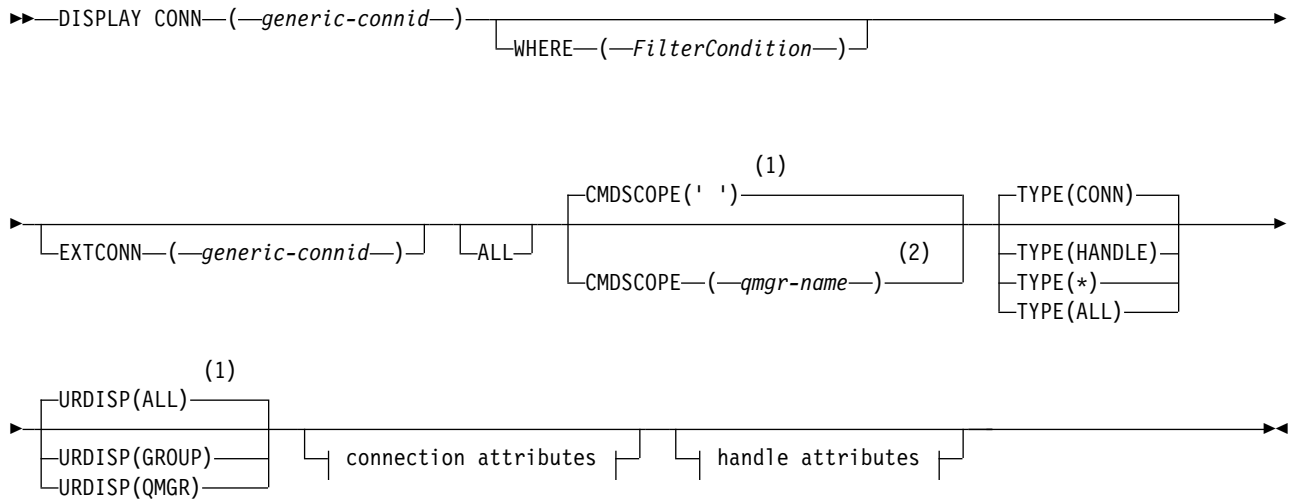 DISPLAY CONN ( generic-connid )
WHERE ( FilterCondition )
(1)
CMDSCOPE(' ') TYPE(CONN)
EXTCONN ( generic-connid ) ALL (2) TYPE(HANDLE)
CMDSCOPE ( qmgr-name ) TYPE(*)
TYPE(ALL)
(1)
URDISP(ALL)
URDISP(GROUP) connection attributes handle attributes
URDISP(QMGR)